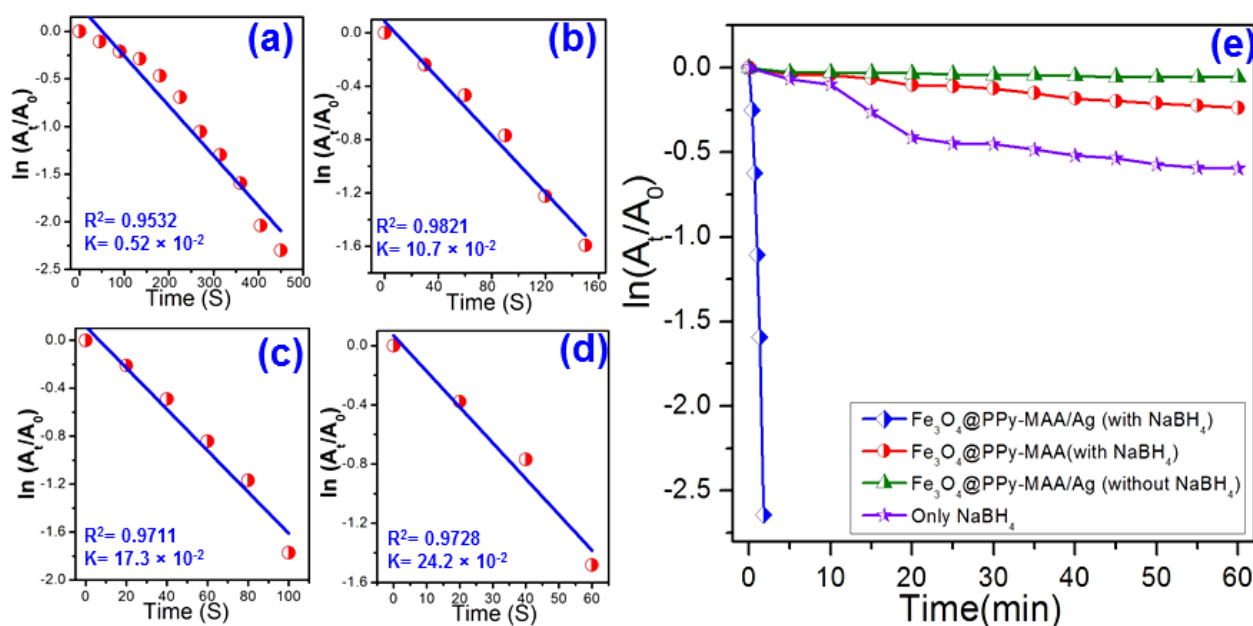 (a)
ln (Aₜ/A₀)
0.0
-0.5
-1.0
-1.5
-2.0
-2.5
R²= 0.9532
K= 0.52 × 10⁻²
0 100 200 300 400 500
Time (S)
(b)
ln (Aₜ/A₀)
0.0
-0.4
-0.8
-1.2
-1.6
R²= 0.9821
K= 10.7 × 10⁻²
0 40 80 120 160
Time (S)
(c)
ln (Aₜ/A₀)
0.0
-0.4
-0.8
-1.2
-1.6
-2.0
R²= 0.9711
K= 17.3 × 10⁻²
0 20 40 60 80 100
Time (S)
(d)
ln (Aₜ/A₀)
0.0
-0.4
-0.8
-1.2
-1.6
R²= 0.9728
K= 24.2 × 10⁻²
0 10 20 30 40 50 60
Time (S)
(e)
ln(Aₜ/A₀)
0.0
-0.5
-1.0
-1.5
-2.0
-2.5
Fe₃O₄@PPy-MAA/Ag (with NaBH₄)
Fe₃O₄@PPy-MAA(with NaBH₄)
Fe₃O₄@PPy-MAA/Ag (without NaBH₄)
Only NaBH₄
0 10 20 30 40 50 60
Time(min)